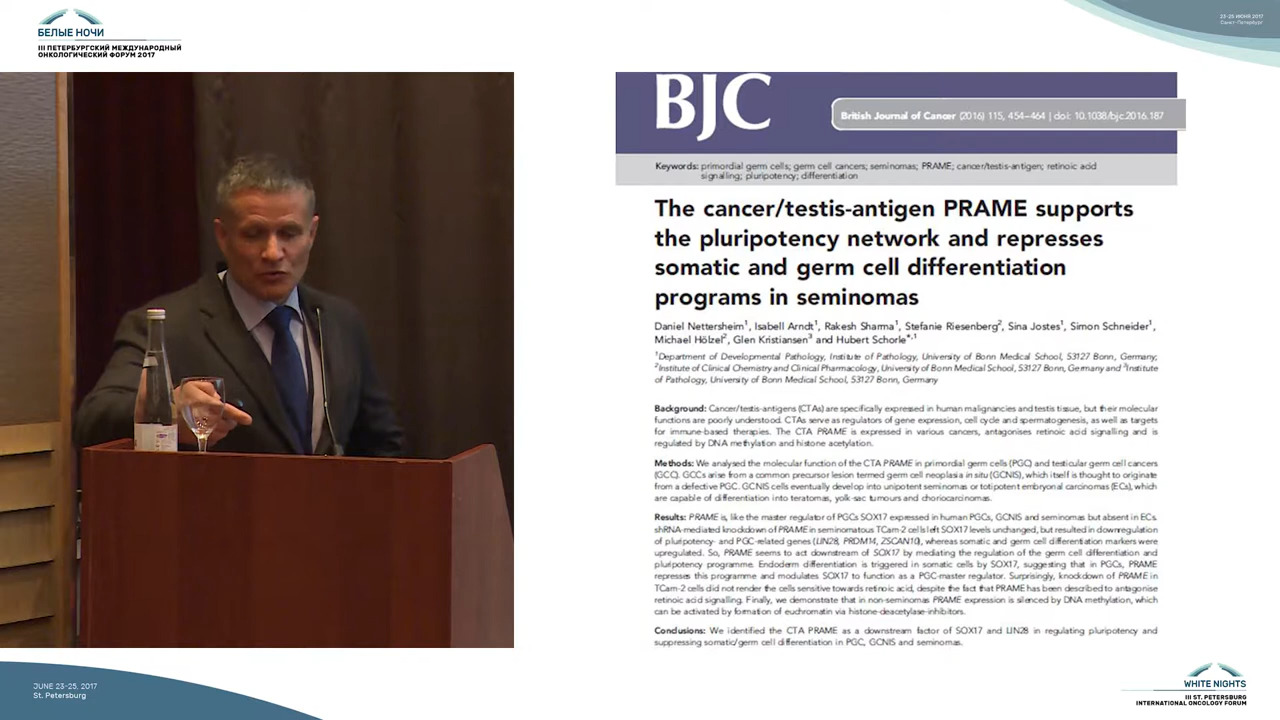 БЕЛЫЕ НОЧИ
III ПЕТЕРБУРГСКИЙ МЕЖДУНАРОДНЫЙ
ОНКОЛОГИЧЕСКИЙ ФОРУМ 2017
23-25 ИЮНЯ 2017
Санкт-Петербург
BJC
British Journal of Cancer (2016) 115, 454–464 | doi: 10.1038/bjc.2016.187
Keywords: primordial germ cells; germ cell cancers; seminomas; PRAME; cancer/testis-antigen; retinoic acid
signalling; pluripotency; differentiation
The cancer/testis-antigen PRAME supports
the pluripotency network and represses
somatic and germ cell differentiation
programs in seminomas
Daniel Nettersheim¹, Isabell Arndt¹, Rakesh Sharma¹, Stefanie Riesenberg², Sina Jostes¹, Simon Schneider¹,
Michael Hölzel², Glen Kristiansen³ and Hubert Schorle*,¹
¹Department of Developmental Pathology, Institute of Pathology, University of Bonn Medical School, 53127 Bonn, Germany;
²Institute of Clinical Chemistry and Clinical Pharmacology, University of Bonn Medical School, 53127 Bonn, Germany and ³Institute
of Pathology, University of Bonn Medical School, 53127 Bonn, Germany
Background: Cancer/testis-antigens (CTAs) are specifically expressed in human malignancies and testis tissue, but their molecular
functions are poorly understood. CTAs serve as regulators of gene expression, cell cycle and spermatogenesis, as well as targets
for immune-based therapies. The CTA PRAME is expressed in various cancers, antagonises retinoic acid signalling and is
regulated by DNA methylation and histone acetylation.
Methods: We analysed the molecular function of the CTA PRAME in primordial germ cells (PGC) and testicular germ cell cancers
(GCC). GCCs arise from a common precursor lesion termed germ cell neoplasia in situ (GCNIS), which itself is thought to originate
from a defective PGC. GCNIS cells eventually develop into unipotent seminomas or totipotent embryonal carcinomas (ECs), which
are capable of differentiation into teratomas, yolk-sac tumours and choriocarcinomas.
Results: PRAME is, like the master regulator of PGCs SOX17 expressed in human PGCs, GCNIS and seminomas but absent in ECs.
shRNA-mediated knockdown of PRAME in seminomatous TCam-2 cells left SOX17 levels unchanged, but resulted in downregulation
of pluripotency- and PGC-related genes (LIN28, PRDM14, ZSCAN10), whereas somatic and germ cell differentiation markers were
upregulated. So, PRAME seems to act downstream of SOX17 by mediating the regulation of the germ cell differentiation and
pluripotency programme. Endoderm differentiation is triggered in somatic cells by SOX17, suggesting that in PGCs, PRAME
represses this programme and modulates SOX17 to function as a PGC-master regulator. Surprisingly, knockdown of PRAME in
TCam-2 cells did not render the cells sensitive towards retinoic acid, despite the fact that PRAME has been described to antagonise
retinoic acid signalling. Finally, we demonstrate that in non-seminomas PRAME expression is silenced by DNA methylation, which
can be activated by formation of euchromatin via histone-deacetylase-inhibitors.
Conclusions: We identified the CTA PRAME as a downstream factor of SOX17 and LIN28 in regulating pluripotency and
suppressing somatic/germ cell differentiation in PGC, GCNIS and seminomas.
JUNE 23-25, 2017
St. Petersburg
WHITE NIGHTS
III ST. PETERSBURG
INTERNATIONAL ONCOLOGY FORUM